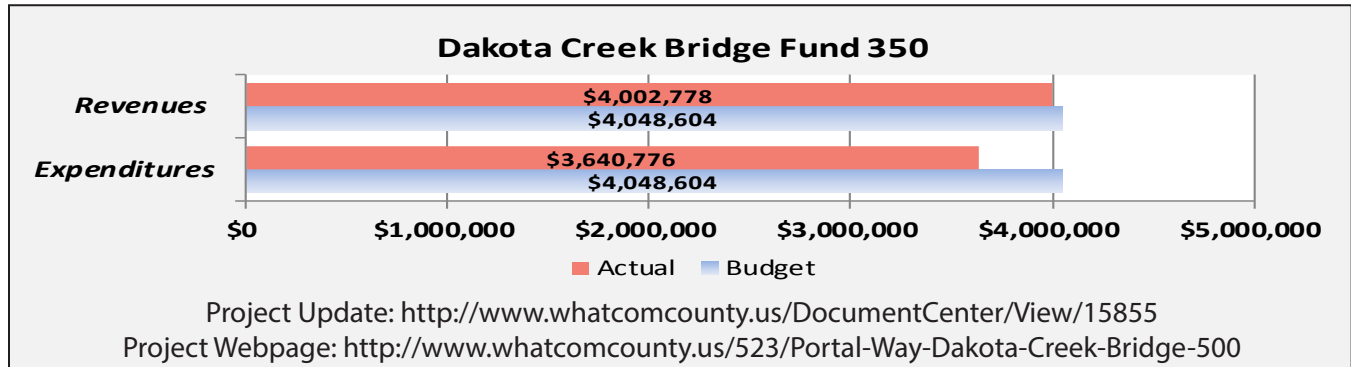 Dakota Creek Bridge Fund 350
Revenues
$4,002,778
$4,048,604
Expenditures
$3,640,776
$4,048,604
$0 $1,000,000 $2,000,000 $3,000,000 $4,000,000 $5,000,000
Actual Budget
Project Update: http://www.whatcomcounty.us/DocumentCenter/View/15855
Project Webpage: http://www.whatcomcounty.us/523/Portal-Way-Dakota-Creek-Bridge-500